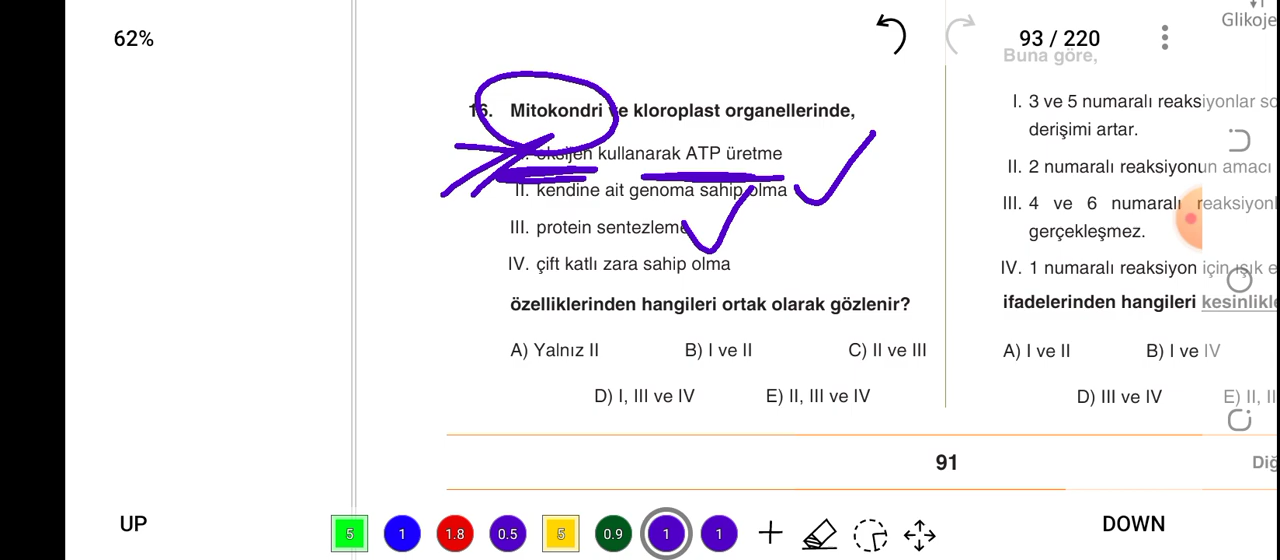 62%
93 / 220
16. Mitokondri ve kloroplast organellerinde,
I. oksijen kullanarak ATP üretme
II. kendine ait genoma sahip olma
III. protein sentezleme
IV. çift katlı zara sahip olma
özelliklerinden hangileri ortak olarak gözlenir?
A) Yalnız II B) I ve II C) II ve III
D) I, III ve IV E) II, III ve IV
Glikoje
Buna göre,
I. 3 ve 5 numaralı reaksiyonlar so
derişimi artar.
II. 2 numaralı reaksiyonun amacı
III. 4 ve 6 numaralı reaksiyonl
gerçekleşmez.
IV. 1 numaralı reaksiyon için ışık e
ifadelerinden hangileri kesinlikle
A) I ve II B) I ve IV
D) III ve IV E) II, II
91
Diğ
UP
5 1 1.8 0.5 5 0.9 1 1
DOWN